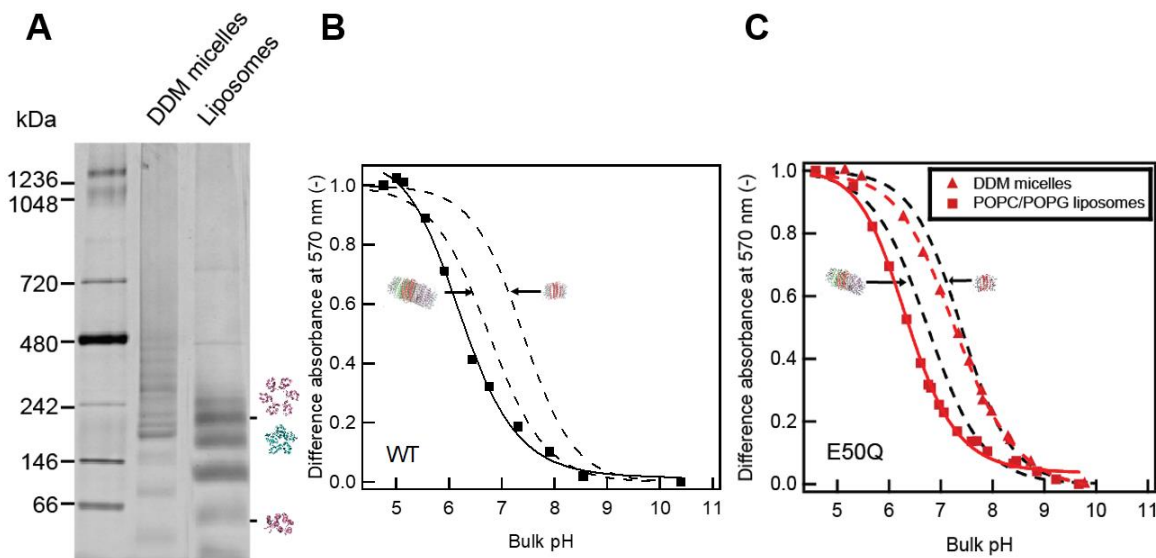 A
DDM micelles
Liposomes
kDa
1236
1048
720
480
242
146
66
B
Difference absorbance at 570 nm (-)
1.0
0.8
0.6
0.4
0.2
0.0
WT
5 6 7 8 9 10 11
Bulk pH
C
Difference absorbance at 570 nm (-)
1.0
0.8
0.6
0.4
0.2
0.0
DDM micelles
POPC/POPG liposomes
E50Q
5 6 7 8 9 10 11
Bulk pH